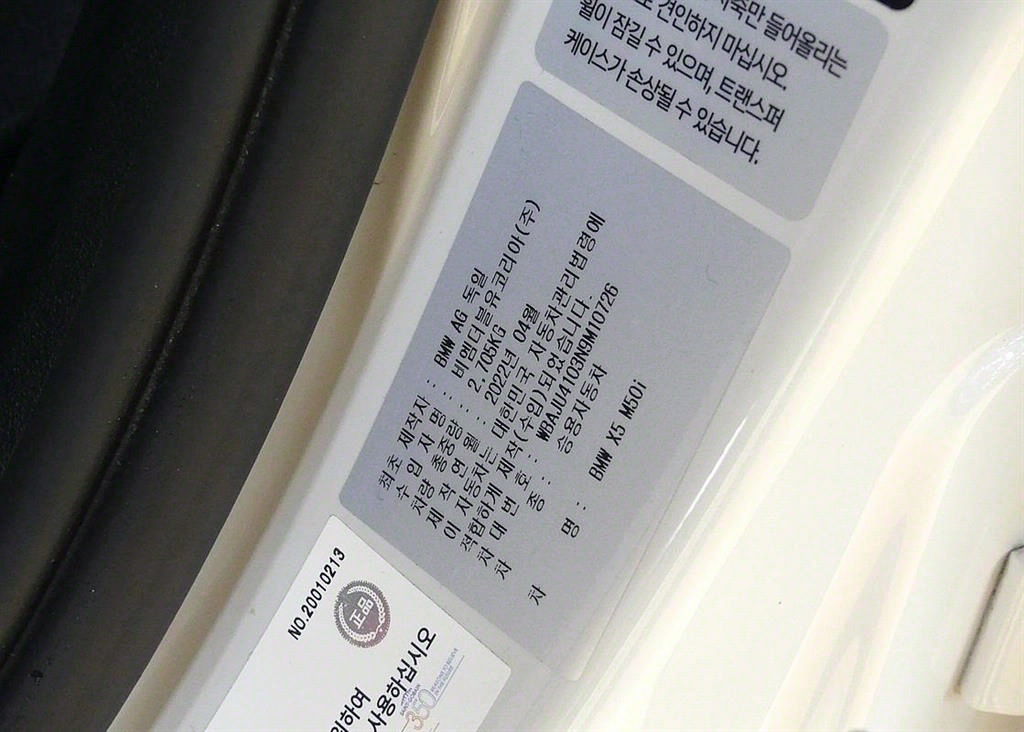 쪽만 들어올리는
견인하지 마십시오.
휠이 잠길 수 있으며, 트랜스퍼
케이스가 손상될 수 있습니다.
최초 제작자 : BMW AG 독일
수 입 자 명 : 비엠더블유코리아(주)
차량 총중량 : 2,705KG
제 작 연 월 : 2022년 04월
이 자동차는 대한민국 자동차관리법령에
적합하게 제작(수입)되었습니다.
차 대 번 호 : WBAJU4103N9M10726
차 종 : 승용자동차
차 명 : BMW X5 M50i
NO.20010213
正品
위하여
사용하십시오
350